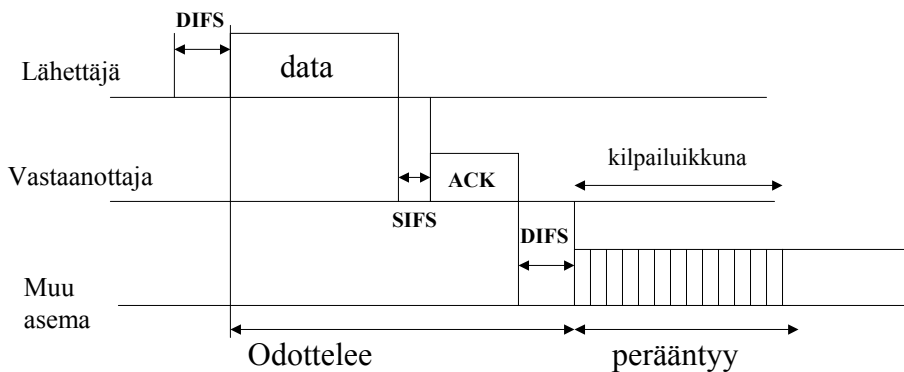 DIFS
data
Lähettäjä
kilpailuikkuna
Vastaanottaja
ACK
SIFS
DIFS
Muu
asema
Odottelee
perääntyy